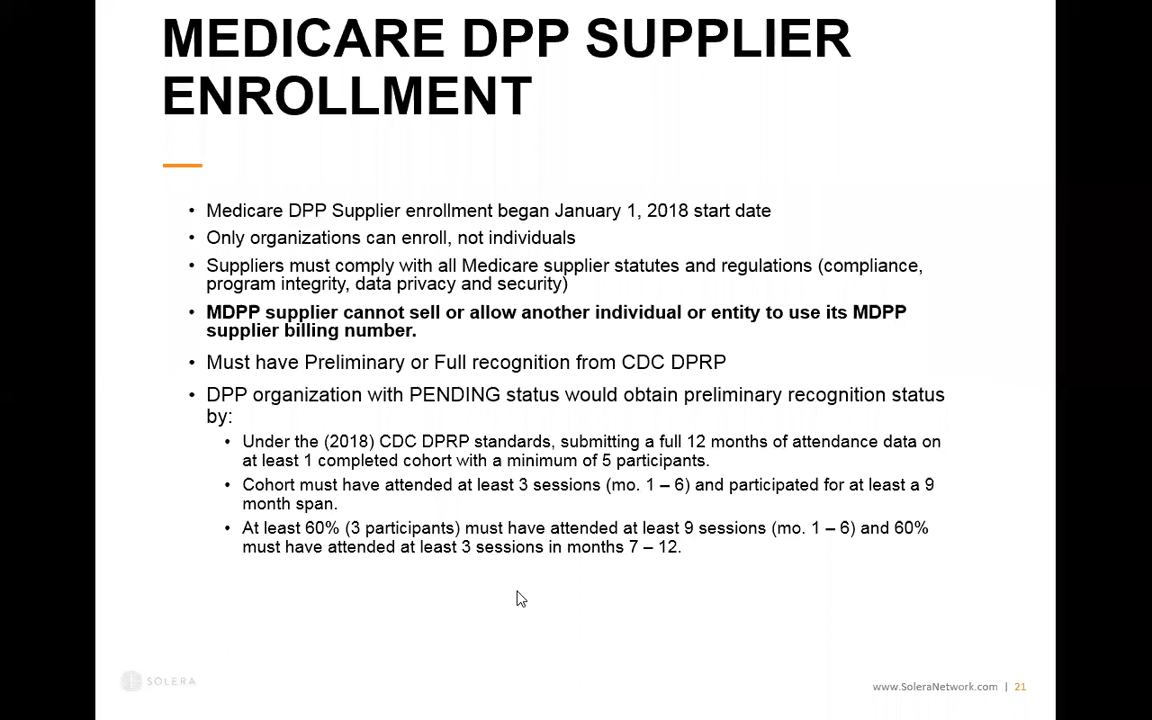 MEDICARE DPP SUPPLIER
ENROLLMENT
• Medicare DPP Supplier enrollment began January 1, 2018 start date
• Only organizations can enroll, not individuals
• Suppliers must comply with all Medicare supplier statutes and regulations (compliance,
program integrity, data privacy and security)
• MDPP supplier cannot sell or allow another individual or entity to use its MDPP
supplier billing number.
• Must have Preliminary or Full recognition from CDC DPRP
• DPP organization with PENDING status would obtain preliminary recognition status
by:
• Under the (2018) CDC DPRP standards, submitting a full 12 months of attendance data on
at least 1 completed cohort with a minimum of 5 participants.
• Cohort must have attended at least 3 sessions (mo. 1 – 6) and participated for at least a 9
month span.
• At least 60% (3 participants) must have attended at least 9 sessions (mo. 1 – 6) and 60%
must have attended at least 3 sessions in months 7 – 12.
SOLERA
www.SoleraNetwork.com | 21